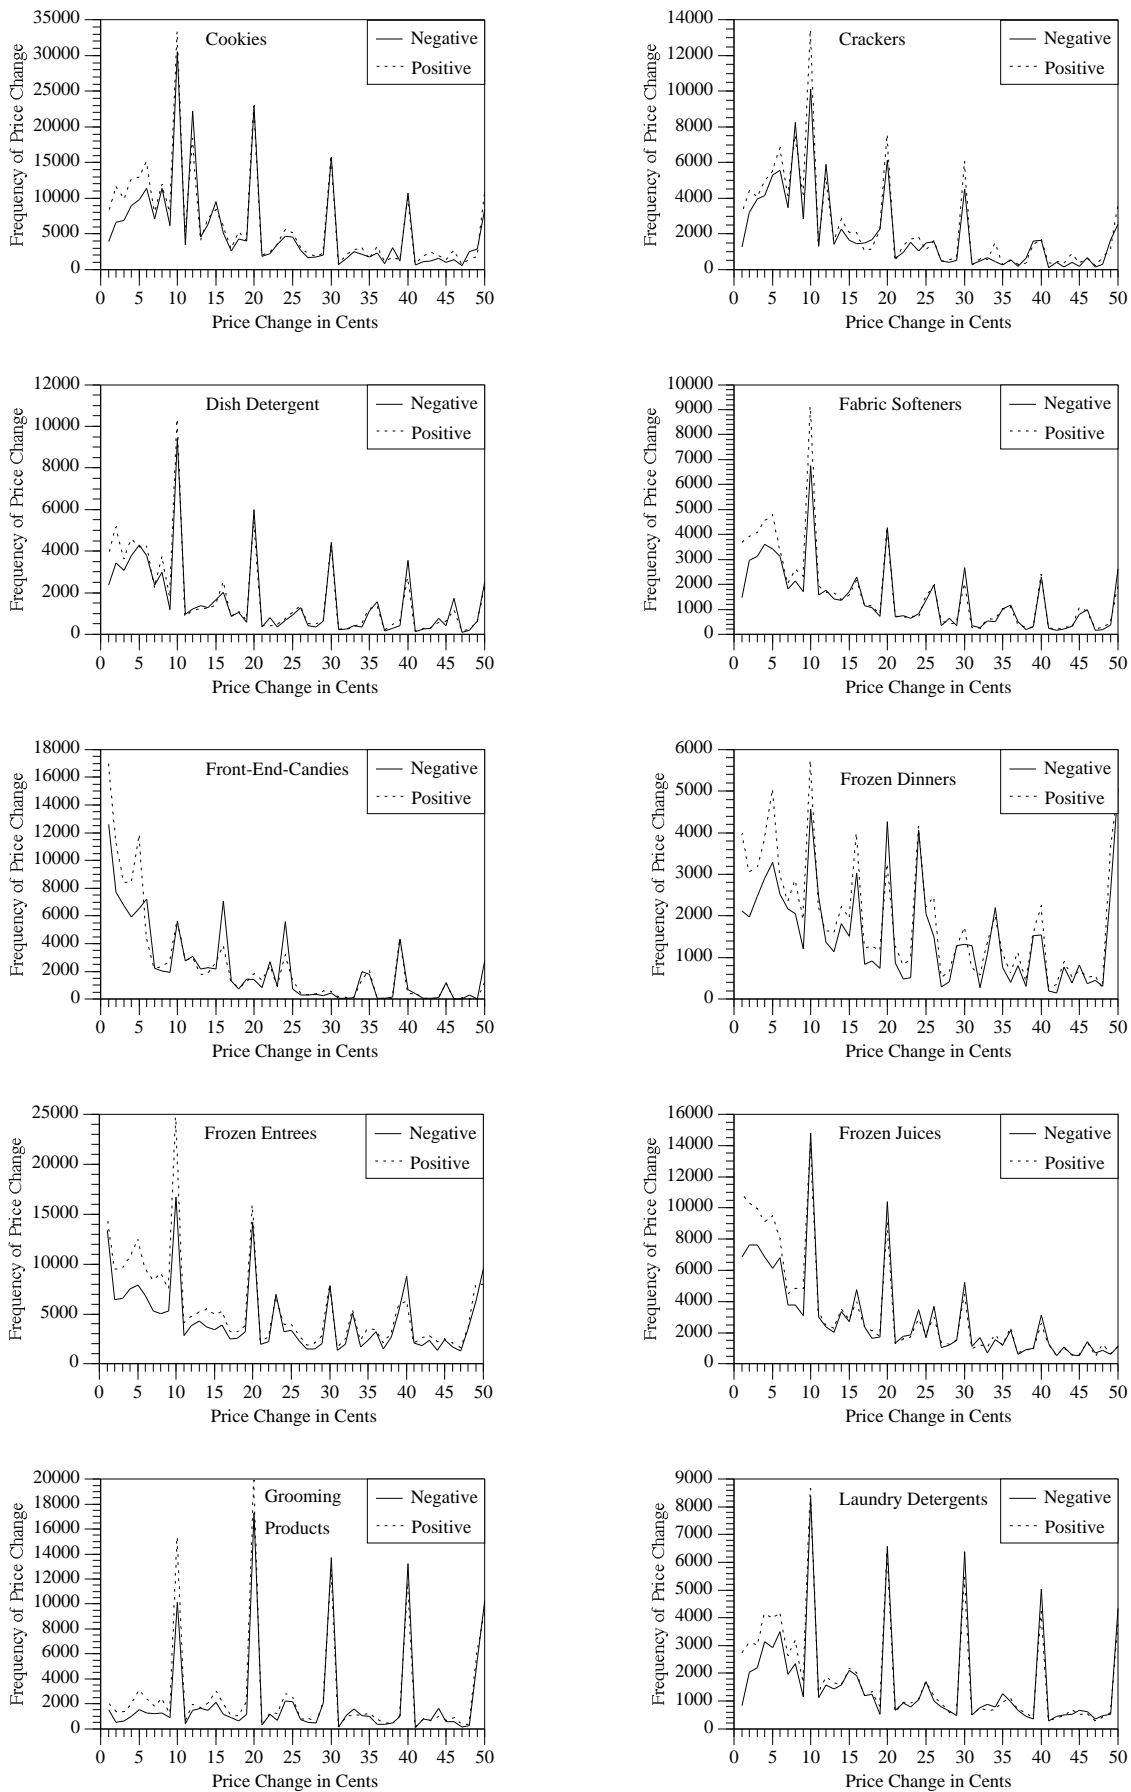 Cookies
Negative
Positive
Frequency of Price Change
35000
30000
25000
20000
15000
10000
5000
0
0 5 10 15 20 25 30 35 40 45 50
Price Change in Cents
Crackers
Negative
Positive
Frequency of Price Change
14000
12000
10000
8000
6000
4000
2000
0
0 5 10 15 20 25 30 35 40 45 50
Price Change in Cents
Dish Detergent
Negative
Positive
Frequency of Price Change
12000
10000
8000
6000
4000
2000
0
0 5 10 15 20 25 30 35 40 45 50
Price Change in Cents
Fabric Softeners
Negative
Positive
Frequency of Price Change
10000
9000
8000
7000
6000
5000
4000
3000
2000
1000
0
0 5 10 15 20 25 30 35 40 45 50
Price Change in Cents
Front-End-Candies
Negative
Positive
Frequency of Price Change
18000
16000
14000
12000
10000
8000
6000
4000
2000
0
0 5 10 15 20 25 30 35 40 45 50
Price Change in Cents
Frozen Dinners
Negative
Positive
Frequency of Price Change
6000
5000
4000
3000
2000
1000
0
0 5 10 15 20 25 30 35 40 45 50
Price Change in Cents
Frozen Entrees
Negative
Positive
Frequency of Price Change
25000
20000
15000
10000
5000
0
0 5 10 15 20 25 30 35 40 45 50
Price Change in Cents
Frozen Juices
Negative
Positive
Frequency of Price Change
16000
14000
12000
10000
8000
6000
4000
2000
0
0 5 10 15 20 25 30 35 40 45 50
Price Change in Cents
Grooming
Products
Negative
Positive
Frequency of Price Change
20000
18000
16000
14000
12000
10000
8000
6000
4000
2000
0
0 5 10 15 20 25 30 35 40 45 50
Price Change in Cents
Laundry Detergents
Negative
Positive
Frequency of Price Change
9000
8000
7000
6000
5000
4000
3000
2000
1000
0
0 5 10 15 20 25 30 35 40 45 50
Price Change in Cents